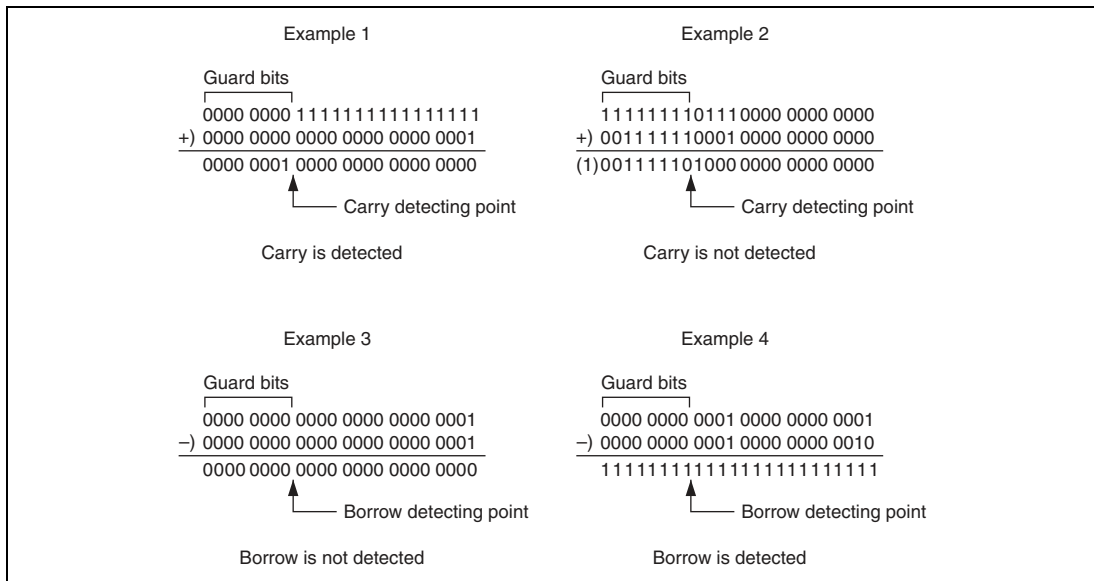 Example 1
Guard bits
0000 0000 1111111111111111
+) 0000 0000 0000 0000 0000 0001
0000 0001 0000 0000 0000 0000
Carry detecting point
Carry is detected
Example 2
Guard bits
111111110111 0000 0000 0000
+) 001111110001 0000 0000 0000
(1)001111101000 0000 0000 0000
Carry detecting point
Carry is not detected
Example 3
Guard bits
0000 0000 0000 0000 0000 0001
–) 0000 0000 0000 0000 0000 0001
0000 0000 0000 0000 0000 0000
Borrow detecting point
Borrow is not detected
Example 4
Guard bits
0000 0000 0001 0000 0000 0001
–) 0000 0000 0001 0000 0000 0010
111111111111111111111111
Borrow detecting point
Borrow is detected